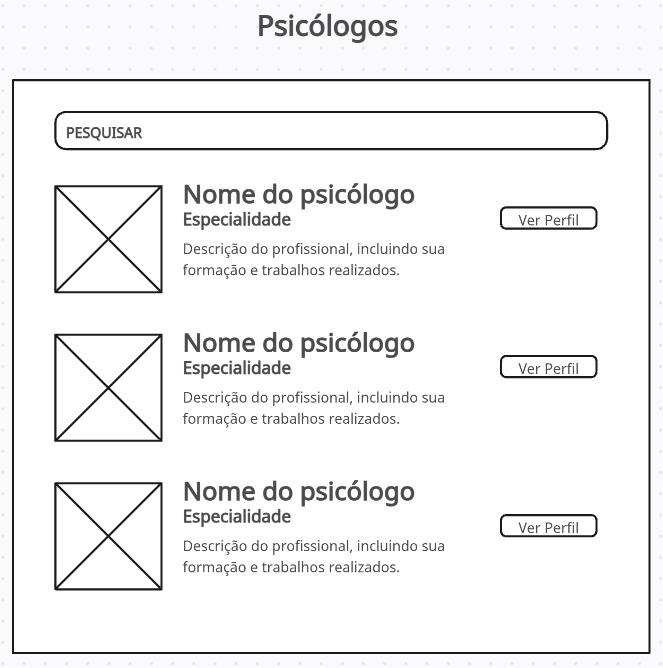 Psicólogos
PESQUISAR
Nome do psicólogo
Especialidade
Ver Perfil
Descrição do profissional, incluindo sua
formação e trabalhos realizados.
Nome do psicólogo
Especialidade
Ver Perfil
Descrição do profissional, incluindo sua
formação e trabalhos realizados.
Nome do psicólogo
Especialidade
Ver Perfil
Descrição do profissional, incluindo sua
formação e trabalhos realizados.